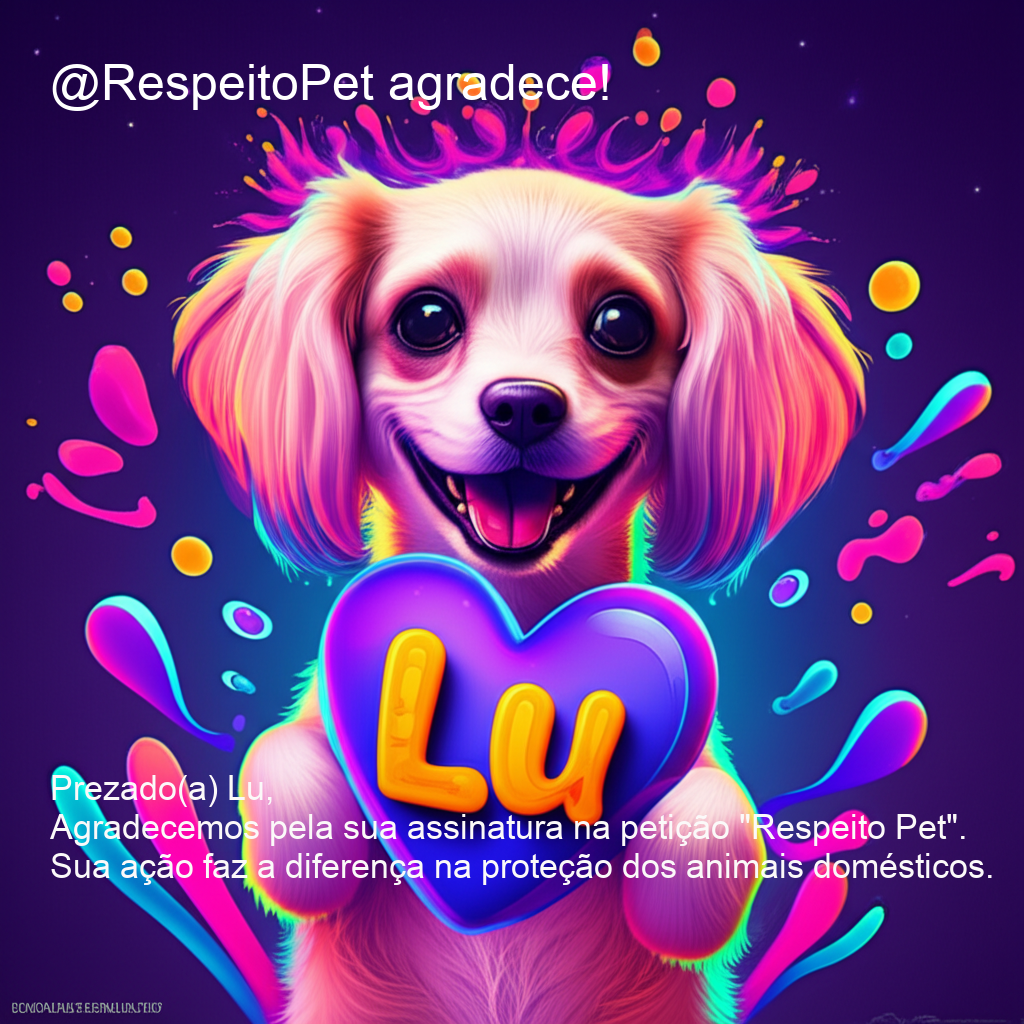 @RespeitoPet agradece!
Lu
Prezado(a) Lu,
Agradecemos pela sua assinatura na petição "Respeito Pet".
Sua ação faz a diferença na proteção dos animais domésticos.